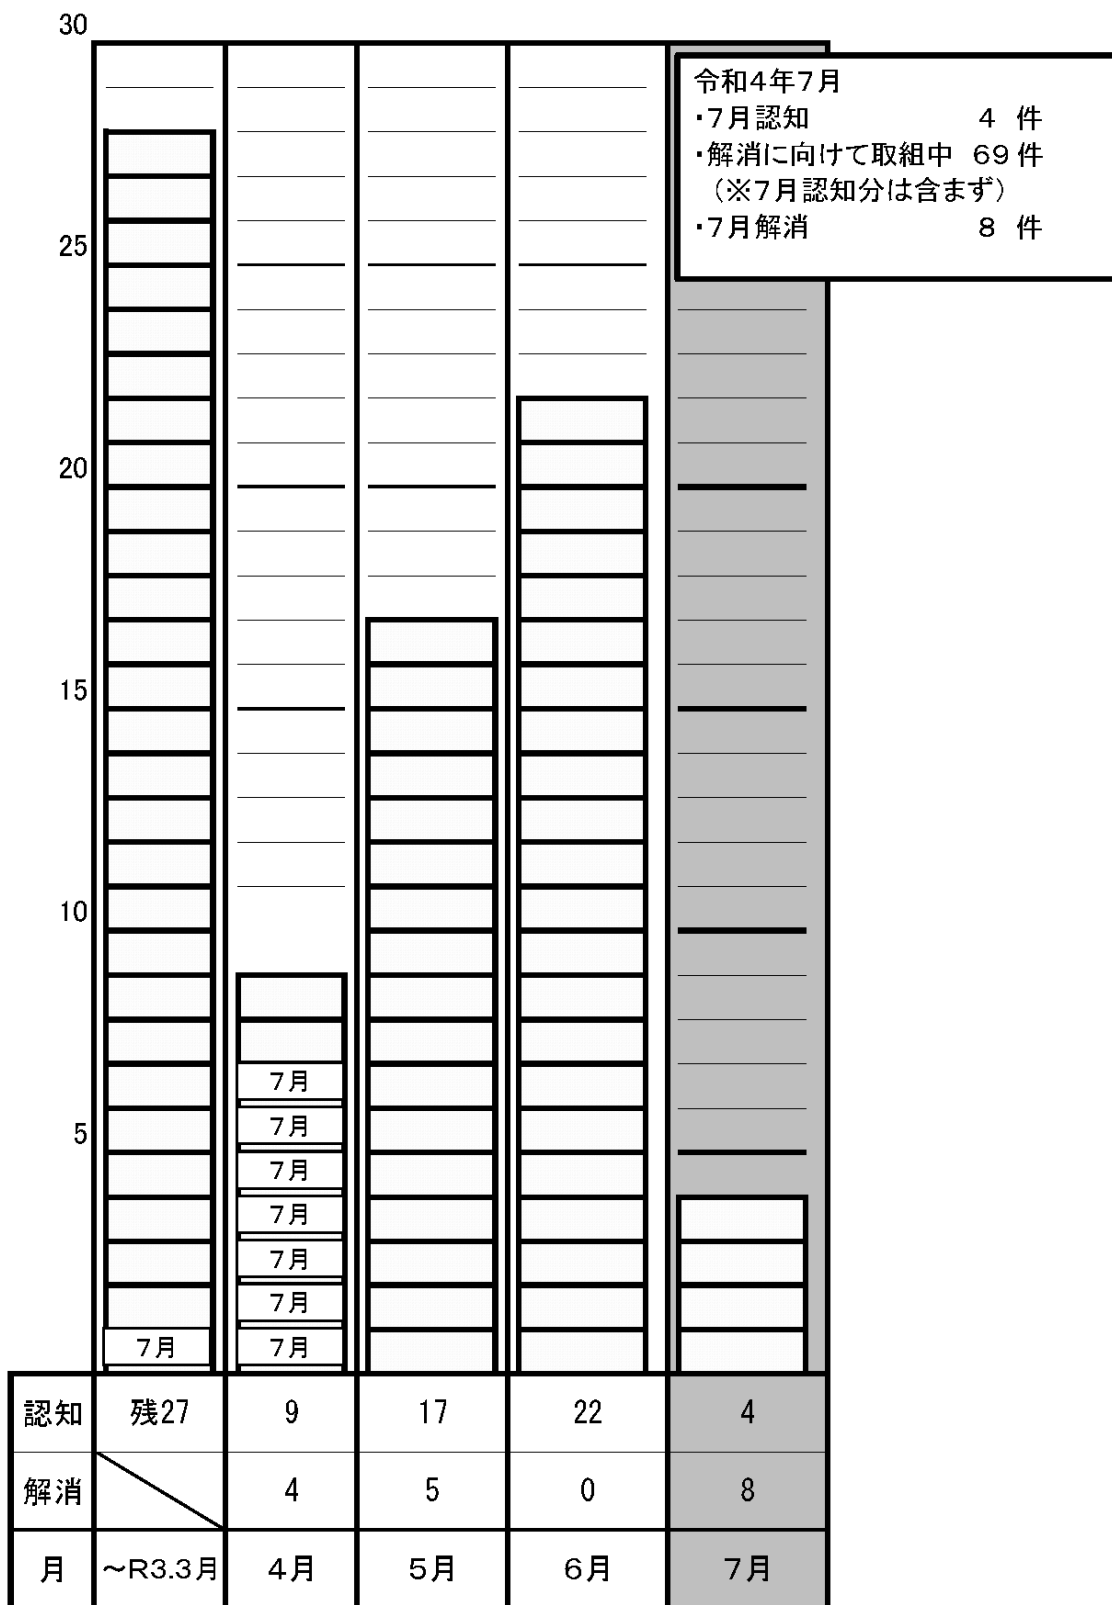 30
令和4年7月
・7月認知 4 件
・解消に向けて取組中 69件
（※7月認知分は含まず）
・7月解消 8 件
25
20
15
10
5
7月
7月
7月
7月
7月
7月
7月 7月
認知 残27 9 17 22 4
解消 4 5 0 8
月 ～R3.3月 4月 5月 6月 7月